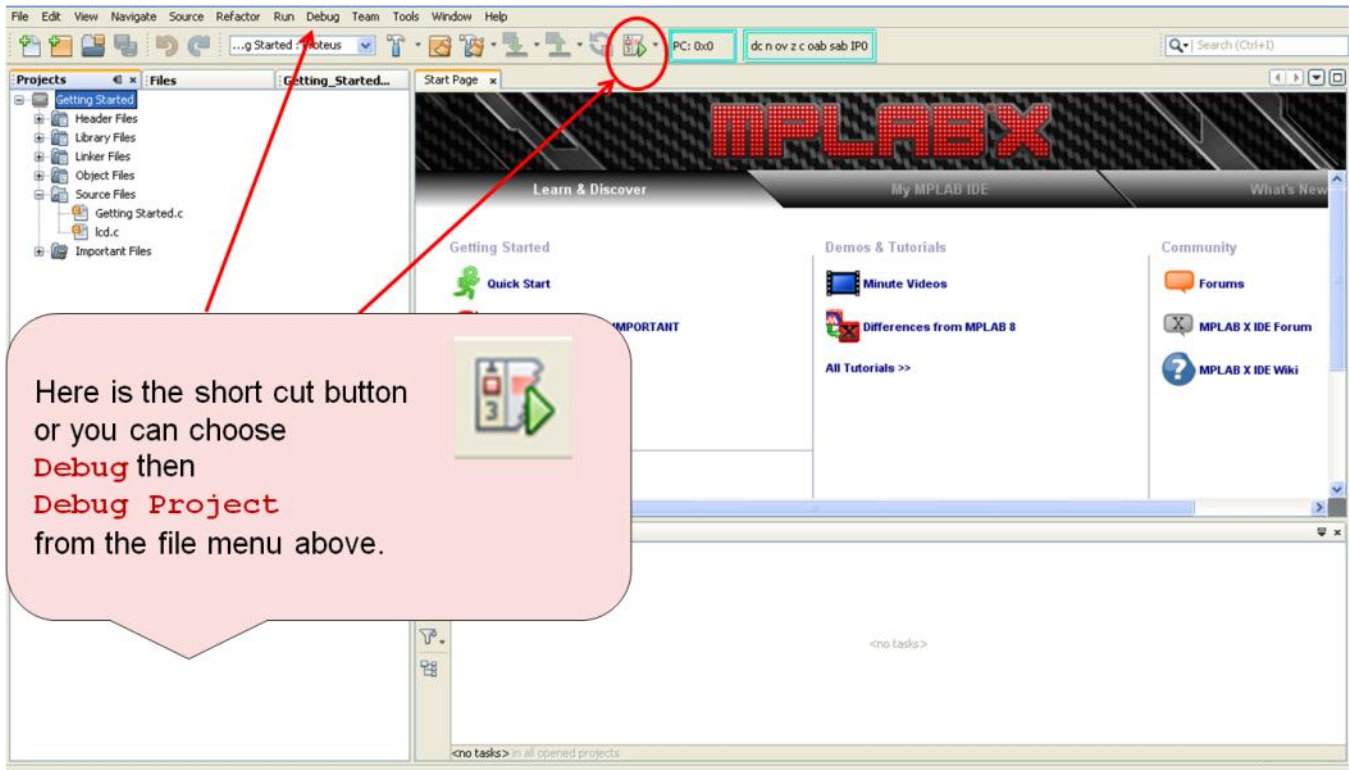 File Edit View Navigate Source Refactor Run Debug Team Tools Window Help
...g Started : Proteus
PC: 0x0
dc n ov z c oab sab IP0
Search (Ctrl+I)
Projects
Files
Getting_Started...
Start Page
Getting Started
Header Files
Library Files
Linker Files
Object Files
Source Files
Getting Started.c
lcd.c
Important Files
MPLAB X
Learn & Discover
My MPLAB IDE
What's New
Getting Started
Quick Start
IMPORTANT
Demos & Tutorials
Minute Videos
Differences from MPLAB 8
All Tutorials >>
Community
Forums
MPLAB X IDE Forum
MPLAB X IDE Wiki
Here is the short cut button
or you can choose
Debug then
Debug Project
from the file menu above.
3
<no tasks>
<no tasks> in all opened projects